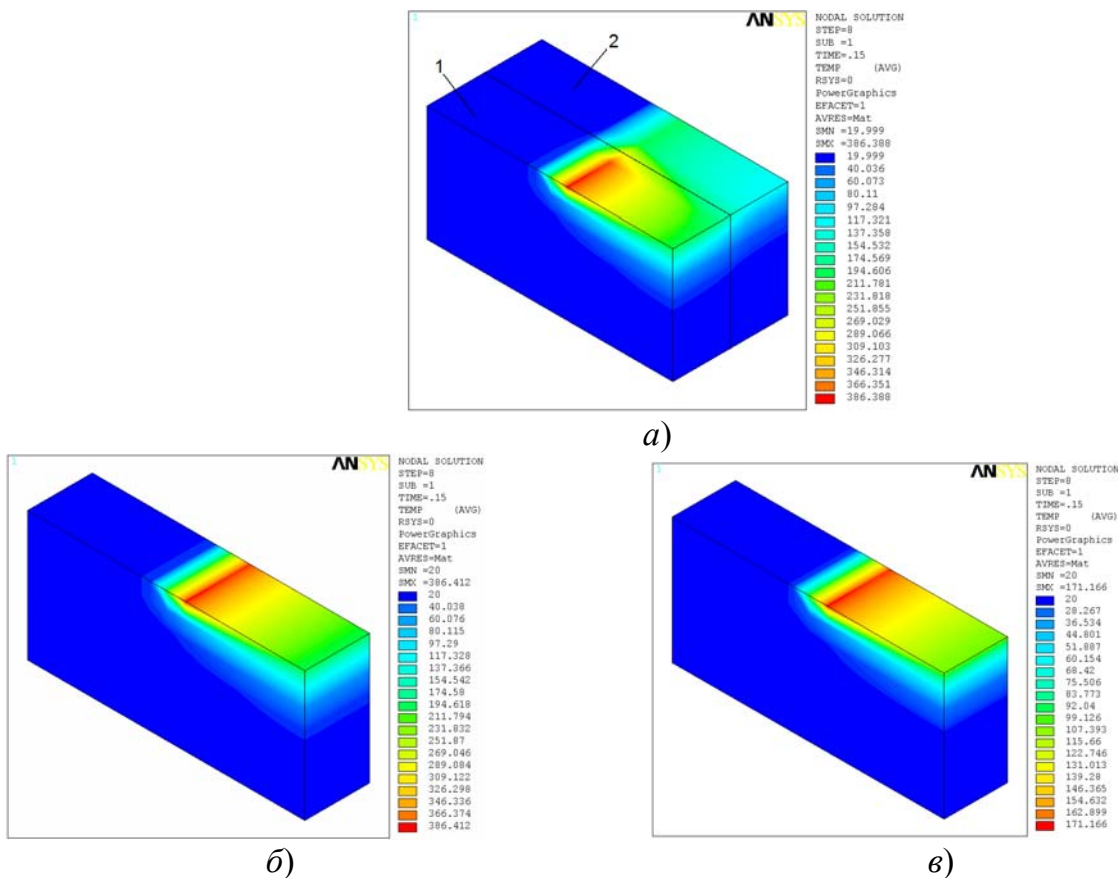 1
ANSYS
1
2
NODAL SOLUTION
STEP=8
SUB =1
TIME=.15
TEMP (AVG)
RSYS=0
PowerGraphics
EFACET=1
AVRES=Mat
SMN =19.999
SMX =386.388
19.999
40.036
60.073
80.11
97.284
117.321
137.358
154.532
174.569
194.606
211.781
231.818
251.855
269.029
289.066
309.103
326.277
346.314
366.351
386.388
а)
1
ANSYS
NODAL SOLUTION
STEP=8
SUB =1
TIME=.15
TEMP (AVG)
RSYS=0
PowerGraphics
EFACET=1
AVRES=Mat
SMN =20
SMX =386.412
20
40.038
60.076
80.115
97.29
117.328
137.366
154.542
174.58
194.618
211.794
231.832
251.87
269.046
289.084
309.122
326.298
346.336
366.374
386.412
б)
1
ANSYS
NODAL SOLUTION
STEP=8
SUB =1
TIME=.15
TEMP (AVG)
RSYS=0
PowerGraphics
EFACET=1
AVRES=Mat
SMN =20
SMX =171.166
20
28.267
36.534
44.801
51.887
60.154
68.42
75.506
83.773
92.04
99.126
107.393
115.66
122.746
131.013
139.28
146.365
154.632
162.899
171.166
в)